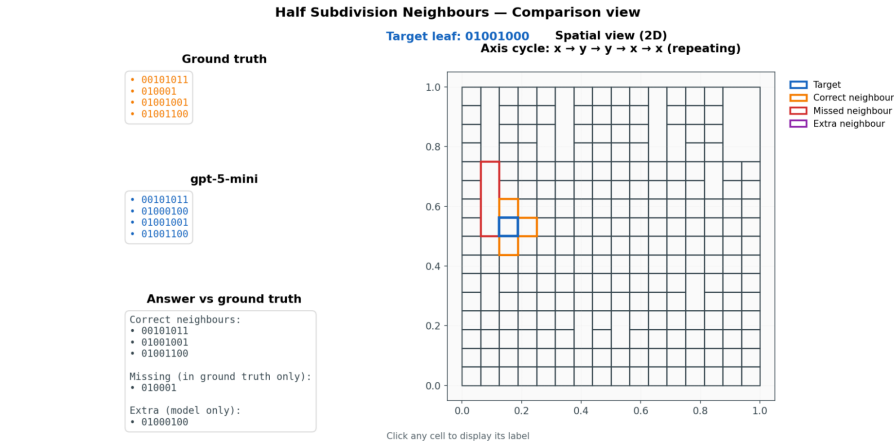 Half Subdivision Neighbours — Comparison view
Target leaf: 01001000
Spatial view (2D)
Axis cycle: x → y → y → x → x (repeating)
Ground truth
• 00101011
• 010001
• 01001001
• 01001100
gpt-5-mini
• 00101011
• 01000100
• 01001001
• 01001100
Answer vs ground truth
Correct neighbours:
• 00101011
• 01001001
• 01001100
Missing (in ground truth only):
• 010001
Extra (model only):
• 01000100
1.0
0.8
0.6
0.4
0.2
0.0
0.0 0.2 0.4 0.6 0.8 1.0
Target
Correct neighbour
Missed neighbour
Extra neighbour
Click any cell to display its label